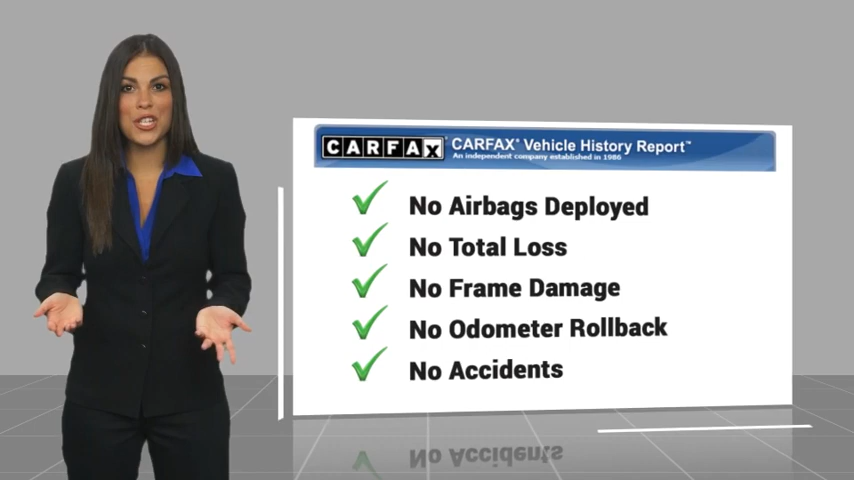 CARFAX CARFAX® Vehicle History Report™
An independent company established in 1986
No Airbags Deployed
No Total Loss
No Frame Damage
No Odometer Rollback
No Accidents
No Accidents